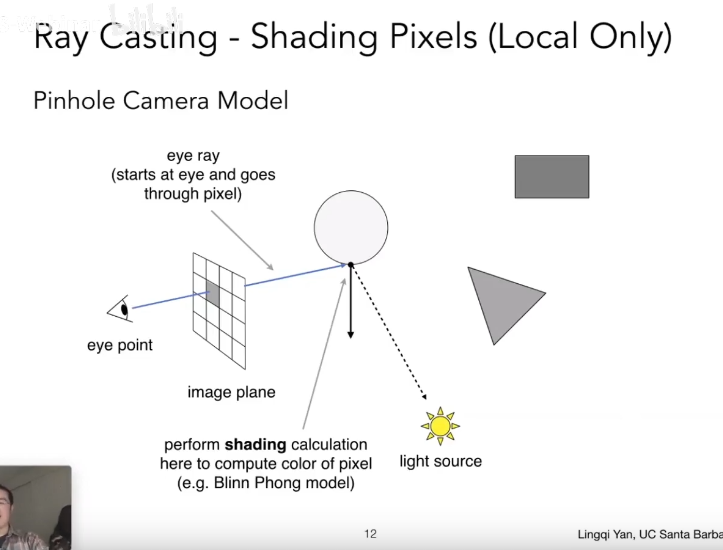 Ray Casting - Shading Pixels (Local Only)
Pinhole Camera Model
eye ray
(starts at eye and goes
through pixel)
eye point
image plane
perform shading calculation
here to compute color of pixel
(e.g. Blinn Phong model)
light source
12
Lingqi Yan, UC Santa Barba